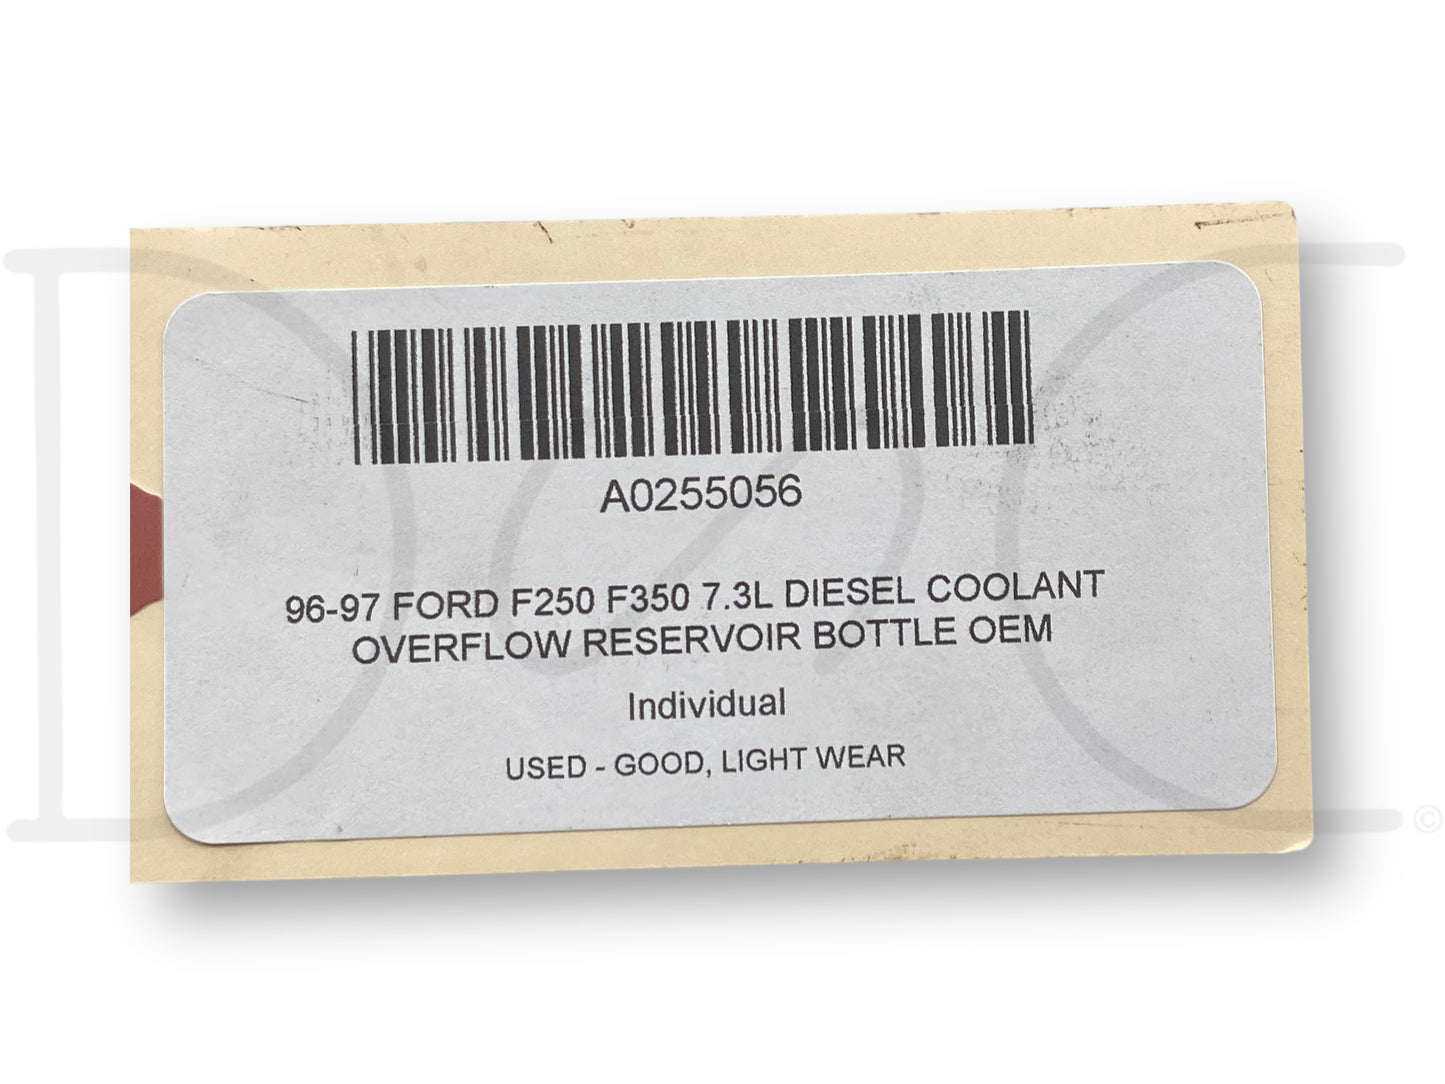 A0255056
96-97 FORD F250 F350 7.3L DIESEL COOLANT
OVERFLOW RESERVOIR BOTTLE OEM
Individual
USED - GOOD, LIGHT WEAR
©